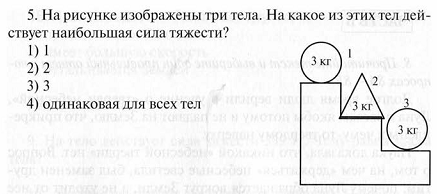 5. На рисунке изображены три тела. На какое из этих тел дей-
ствует наибольшая сила тяжести?
1) 1
2) 2
3) 3
4) одинаковая для всех тел
1
3 кг
2
3 кг
3
3 кг